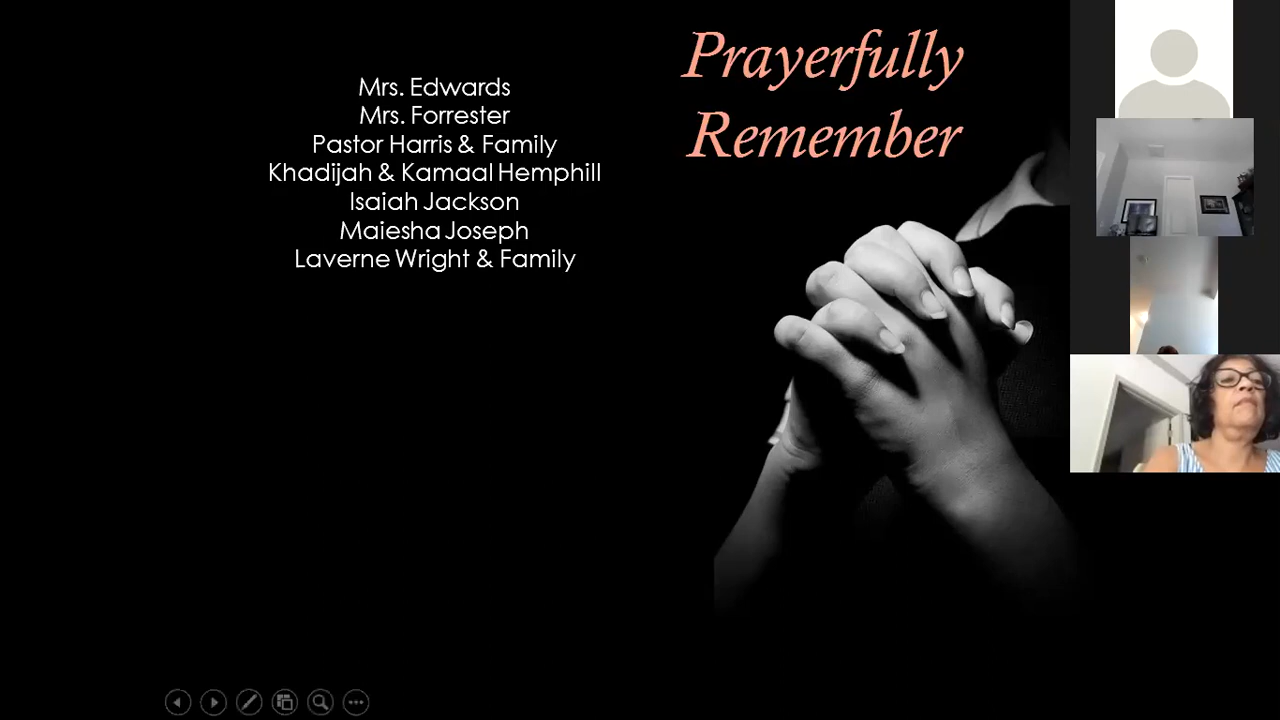 Prayerfully
Remember
Mrs. Edwards
Mrs. Forrester
Pastor Harris & Family
Khadijah & Kamaal Hemphill
Isaiah Jackson
Maiesha Joseph
Laverne Wright & Family